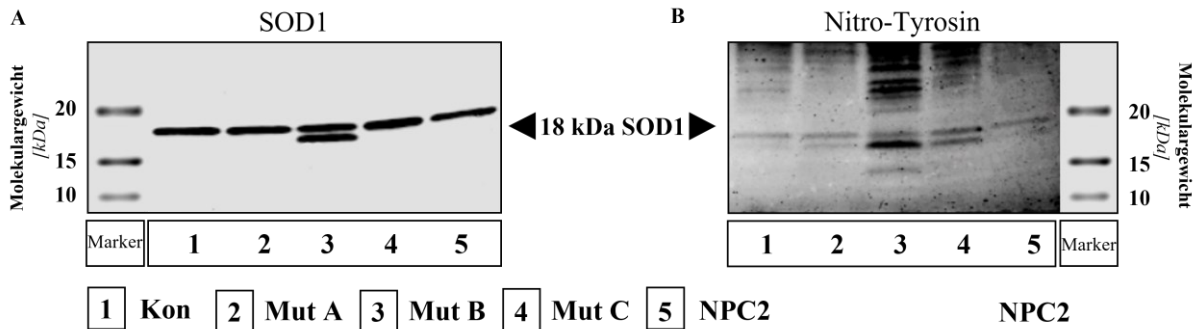 A
SOD1
Molekulargewicht
[kDa]
20
15
10
Marker
1 2 3 4 5
18 kDa SOD1
B
Nitro-Tyrosin
20
15
10
Molekulargewicht
[kDa]
1 2 3 4 5
Marker
1 Kon 2 Mut A 3 Mut B 4 Mut C 5 NPC2 NPC2